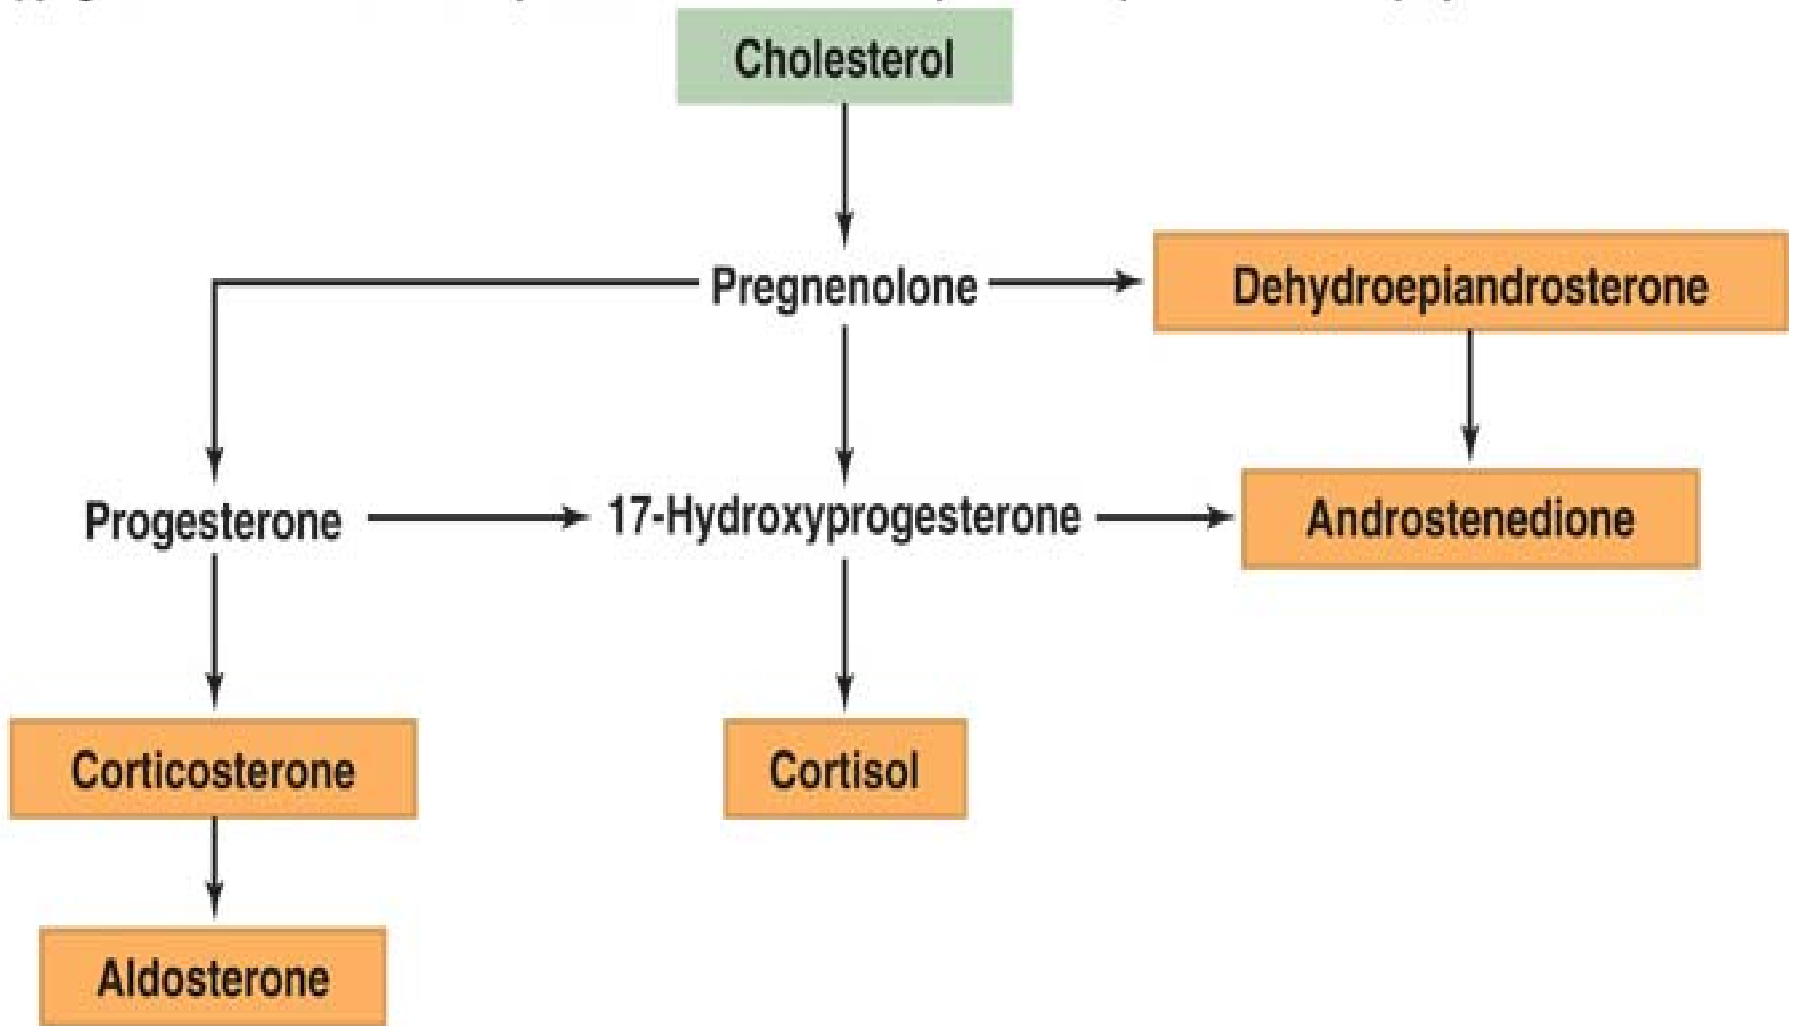 Cholesterol
Pregnenolone
Dehydroepiandrosterone
Progesterone
17-Hydroxyprogesterone
Androstenedione
Corticosterone
Cortisol
Aldosterone